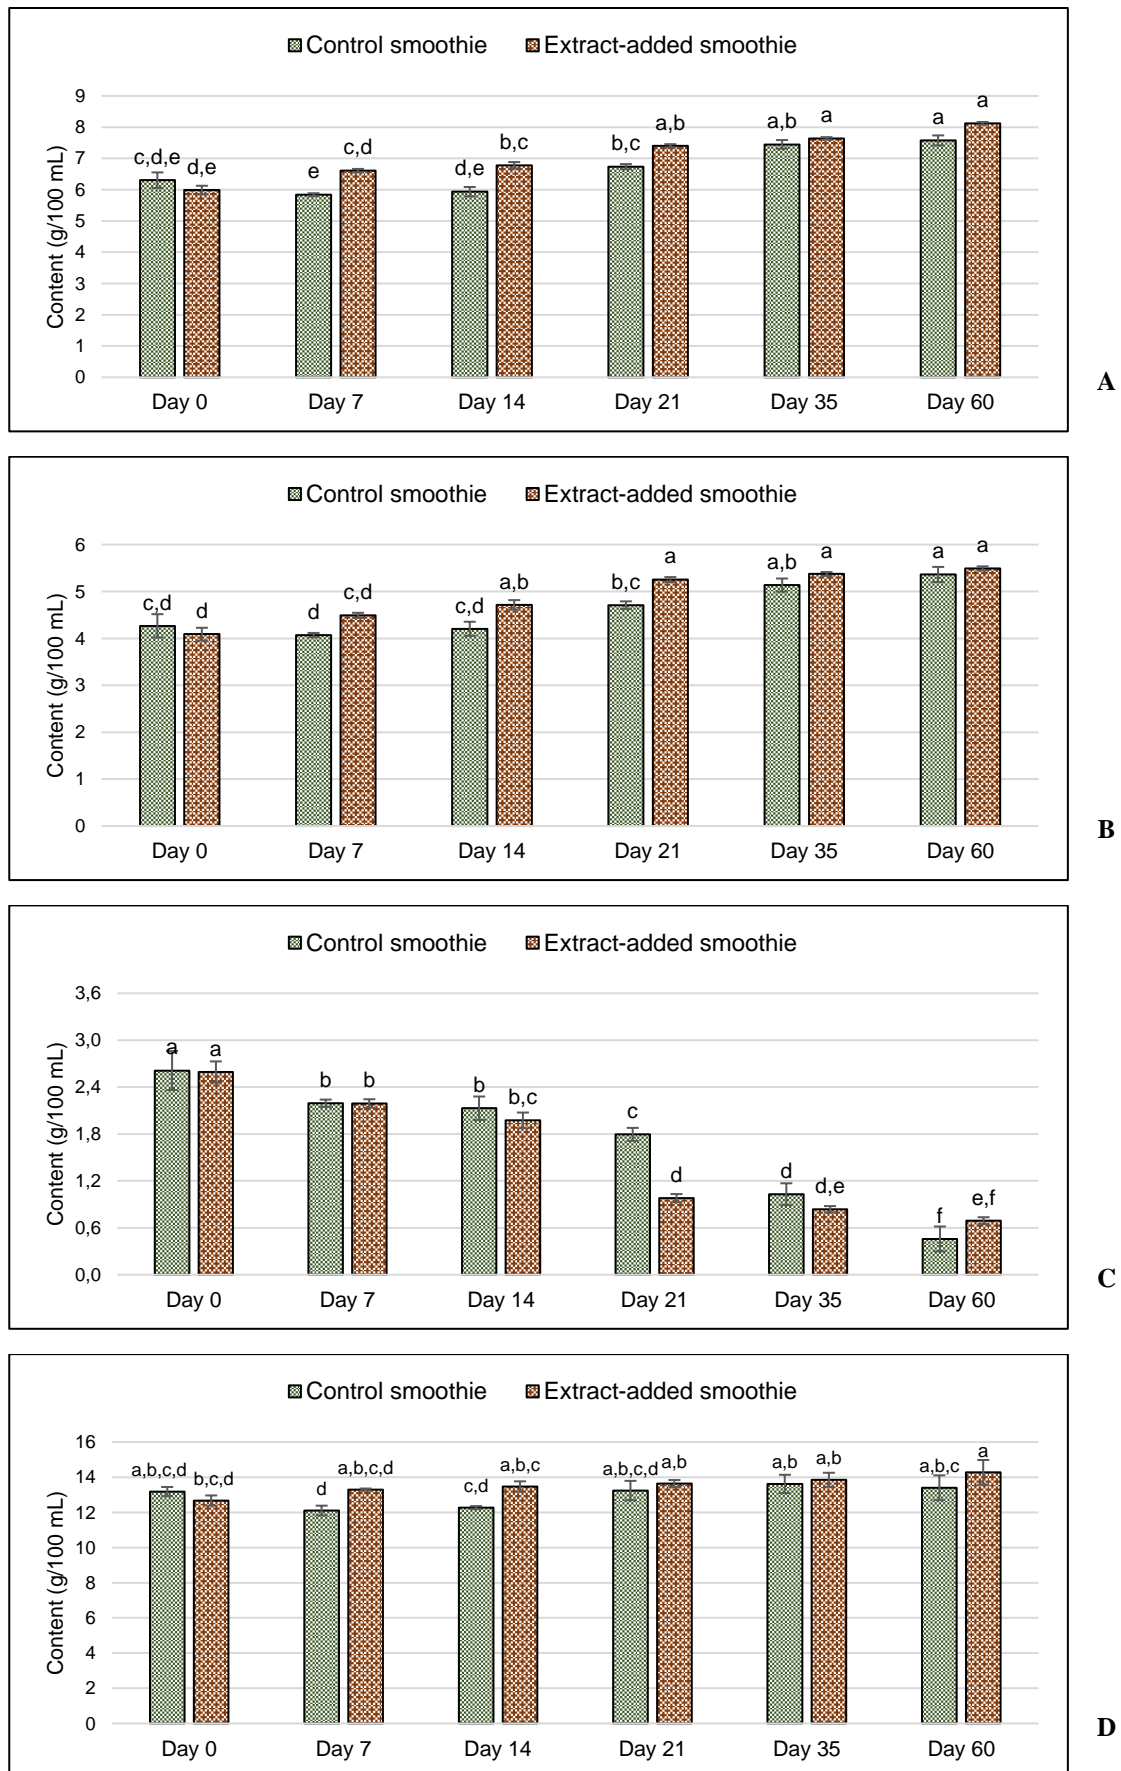 Control smoothie Extract-added smoothie
Content (g/100 mL)
9
8
7
6
5
4
3
2
1
0
c,d,e d,e e c,d d,e b,c b,c a,b a,b a a a
Day 0 Day 7 Day 14 Day 21 Day 35 Day 60
A
Control smoothie Extract-added smoothie
Content (g/100 mL)
6
5
4
3
2
1
0
c,d d d c,d c,d a,b b,c a a,b a a a
Day 0 Day 7 Day 14 Day 21 Day 35 Day 60
B
Control smoothie Extract-added smoothie
Content (g/100 mL)
3,6
3,0
2,4
1,8
1,2
0,6
0,0
a a b b b b,c c d d d,e f e,f
Day 0 Day 7 Day 14 Day 21 Day 35 Day 60
C
Control smoothie Extract-added smoothie
Content (g/100 mL)
16
14
12
10
8
6
4
2
0
a,b,c,d b,c,d d a,b,c,d c,d a,b,c a,b,c,d a,b a,b a,b a,b,c a
Day 0 Day 7 Day 14 Day 21 Day 35 Day 60
D